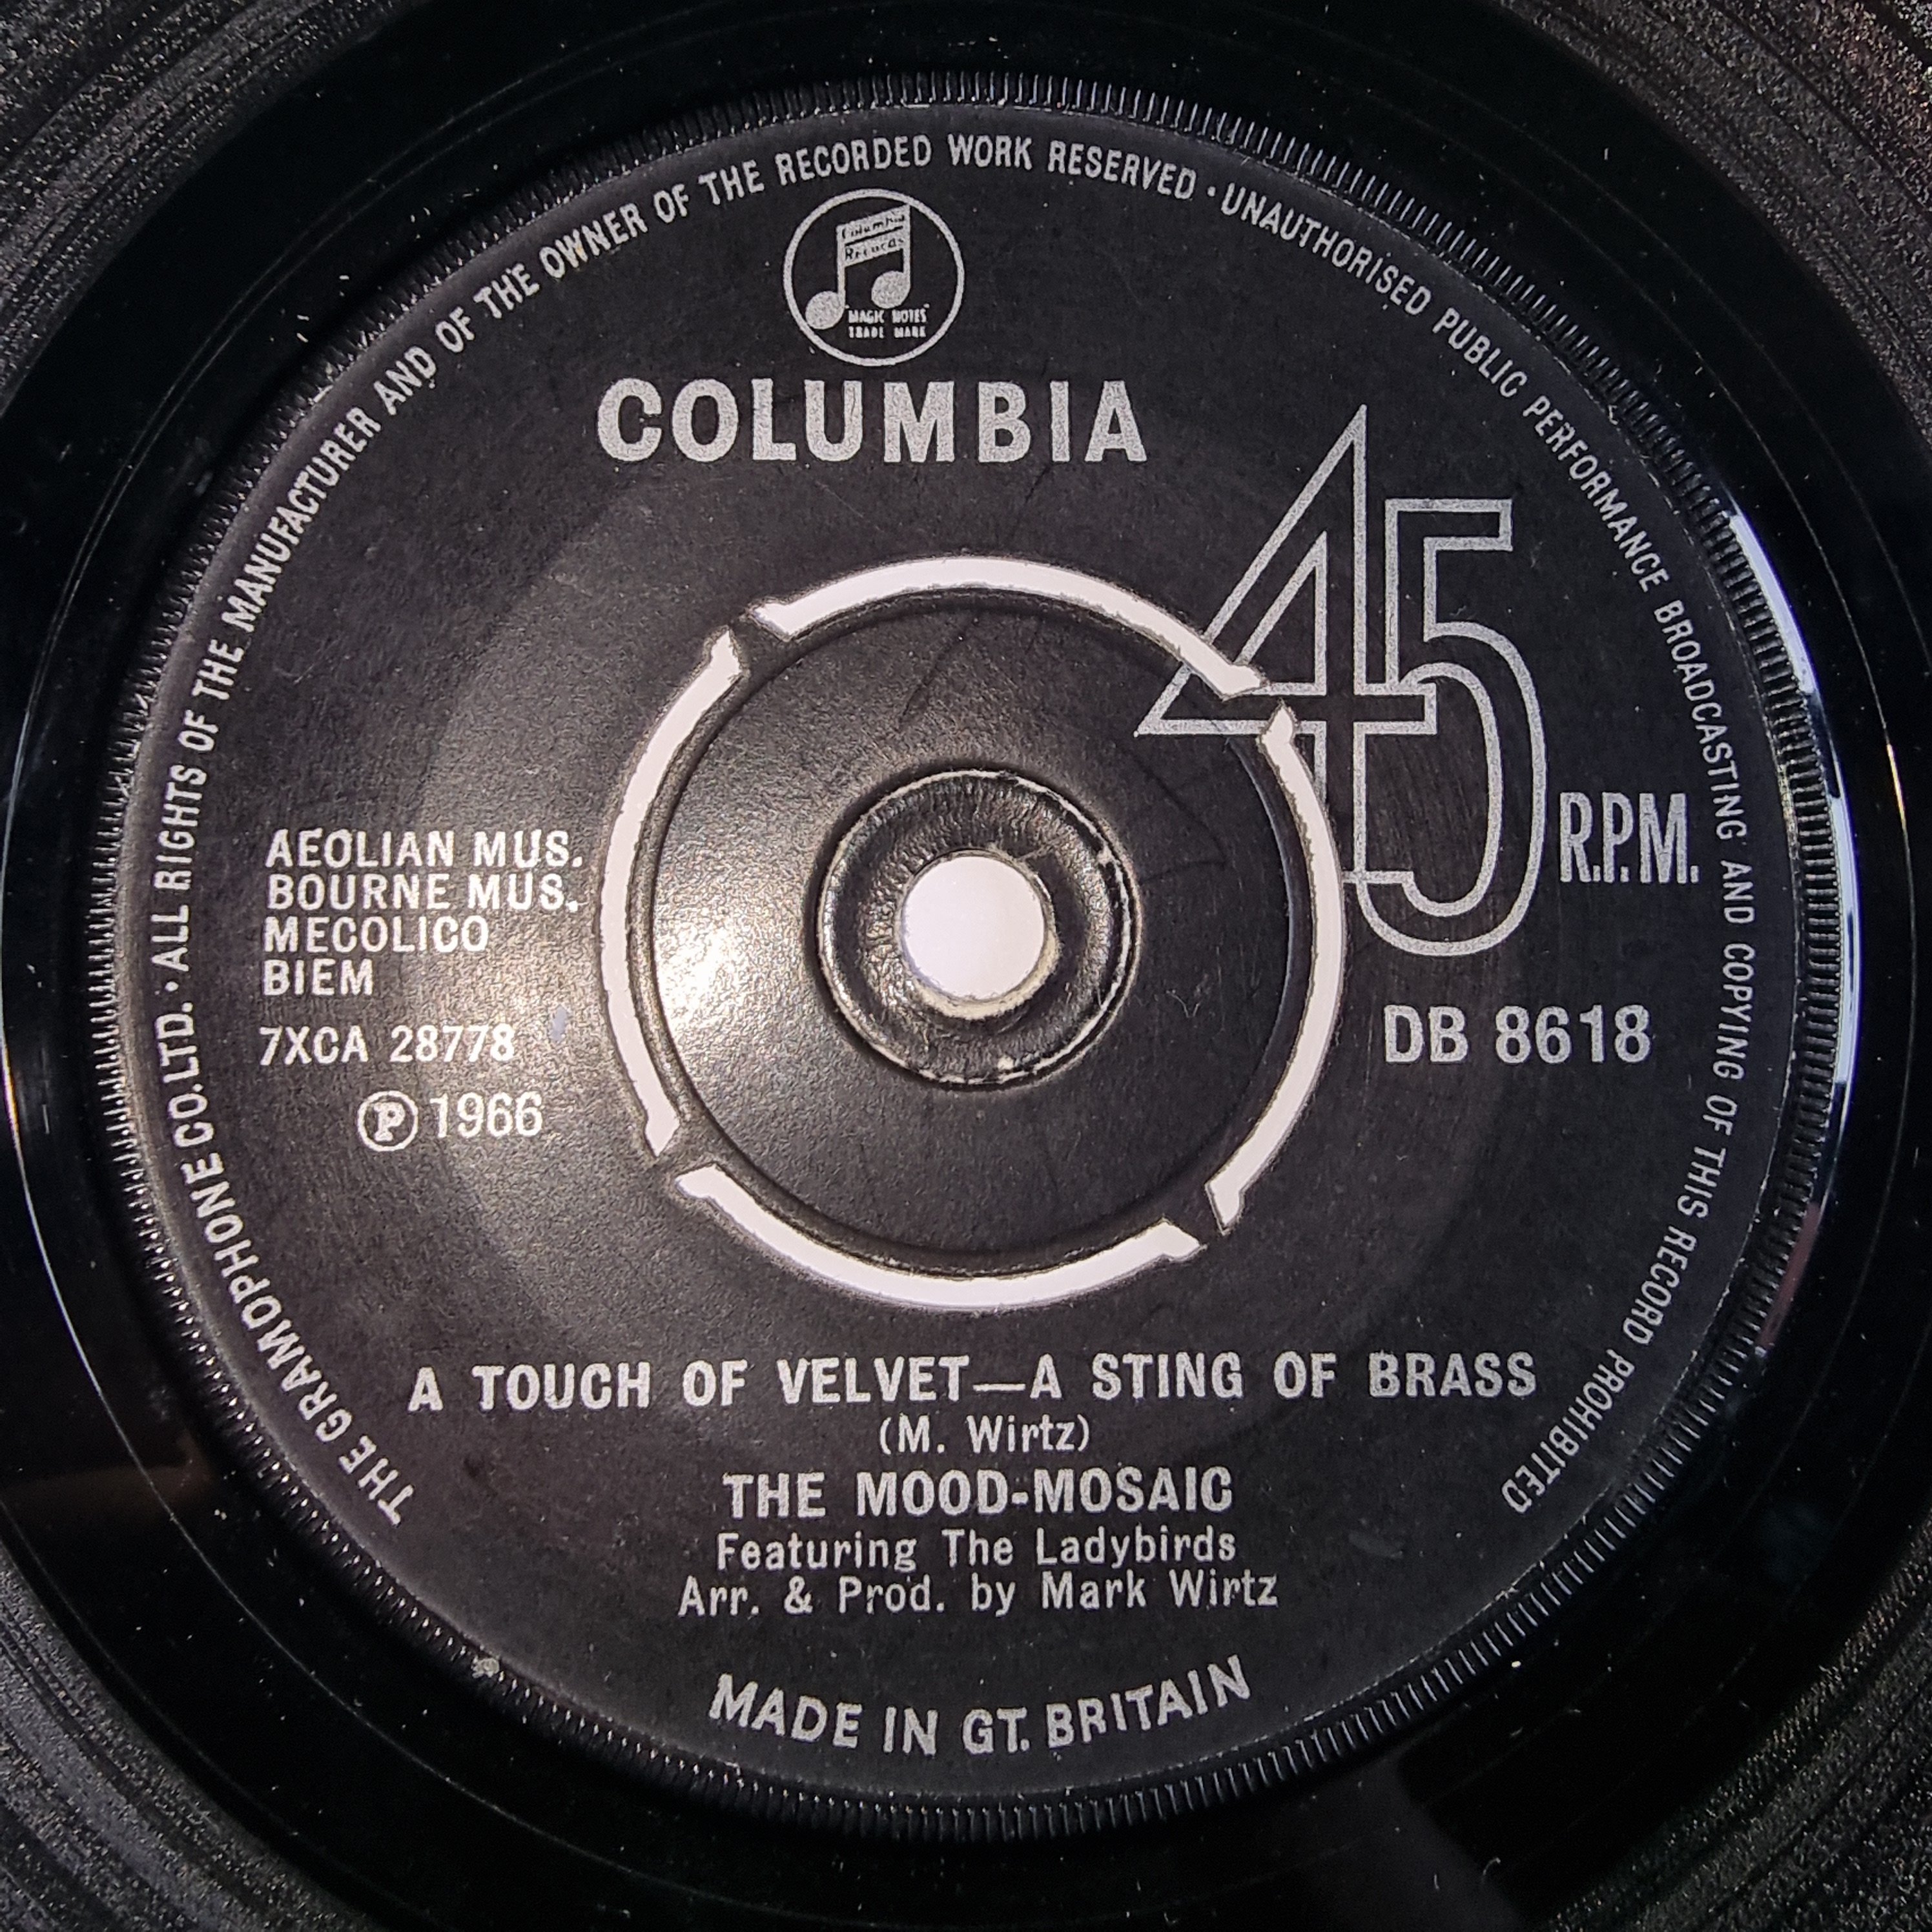 THE GRAMOPHONE CO. LTD. · ALL RIGHTS OF THE MANUFACTURER AND OF THE OWNER OF THE RECORDED WORK RESERVED · UNAUTHORISED PUBLIC PERFORMANCE BROADCASTING AND COPYING OF THIS RECORD PROHIBITED
Columbia
Records
MAGIC NOTES
TRADE MARK
COLUMBIA
45
R.P.M.
AEOLIAN MUS.
BOURNE MUS.
MECOLICO
BIEM
7XCA 28778
℗ 1966
DB 8618
A TOUCH OF VELVET—A STING OF BRASS
(M. Wirtz)
THE MOOD-MOSAIC
Featuring The Ladybirds
Arr. & Prod. by Mark Wirtz
MADE IN GT. BRITAIN